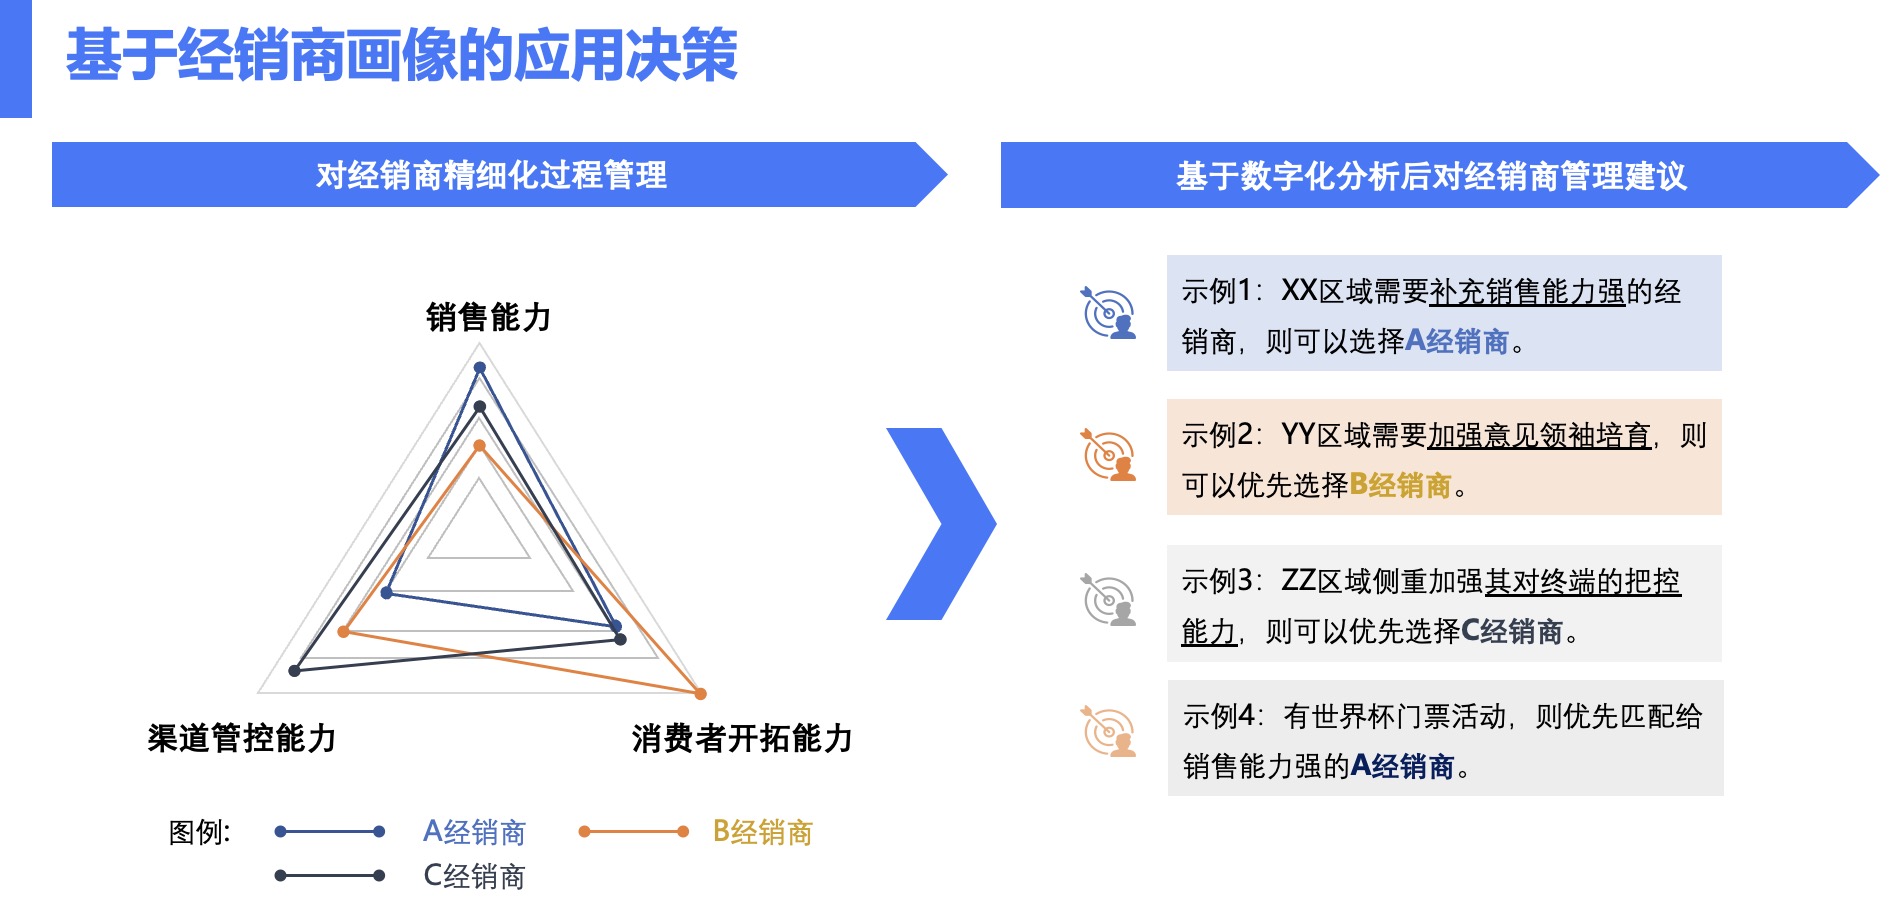 基于经销商画像的应用决策
对经销商精细化过程管理
基于数字化分析后对经销商管理建议
销售能力
渠道管控能力
消费者开拓能力
图例:
A经销商
B经销商
C经销商
示例1：XX区域需要补充销售能力强的经
销商，则可以选择A经销商。
示例2：YY区域需要加强意见领袖培育，则
可以优先选择B经销商。
示例3：ZZ区域侧重加强其对终端的把控
能力，则可以优先选择C经销商。
示例4：有世界杯门票活动，则优先匹配给
销售能力强的A经销商。